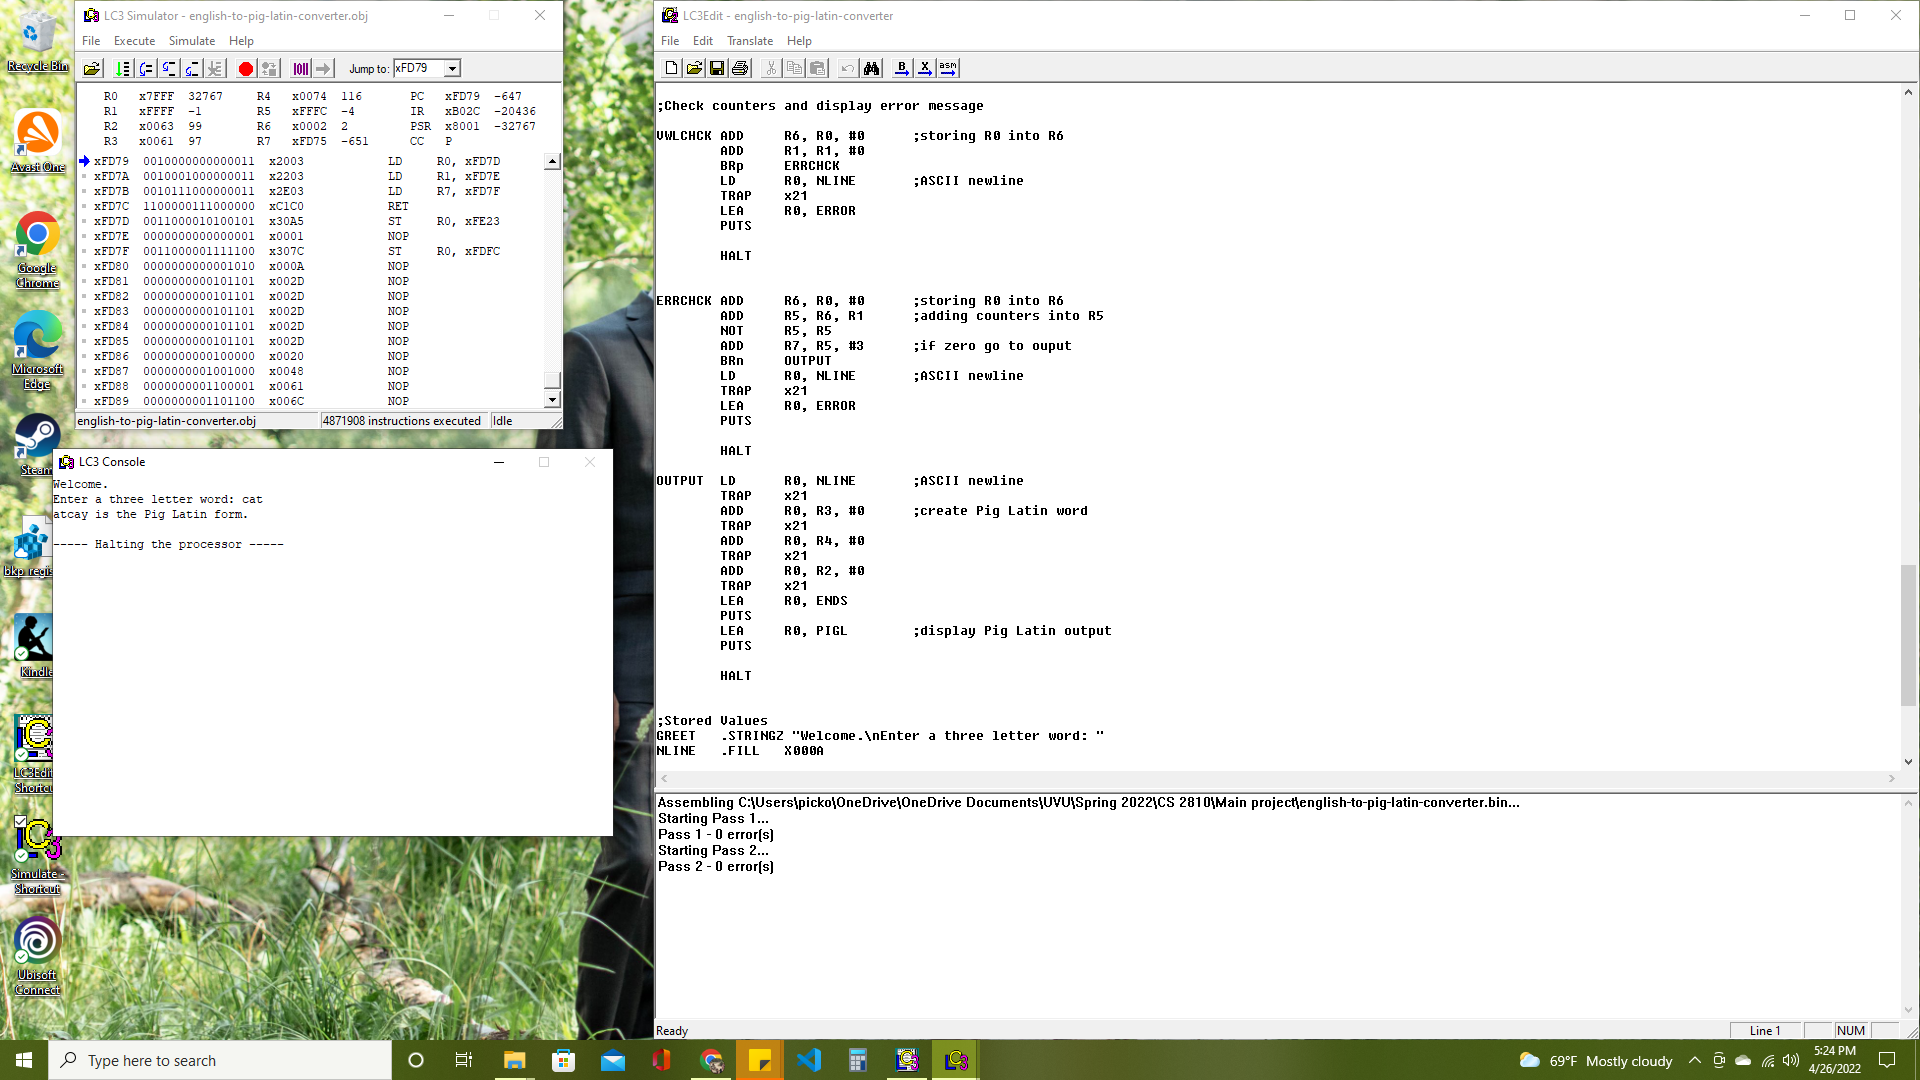 Recycle Bin
Avast One
Google
Chrome
Microsoft
Edge
Steam
Kindle
LC3Edit
Simulate -
Shortcut
Ubisoft
Connect
LC3 Simulator - english-to-pig-latin-converter.obj
File Execute Simulate Help
Jump to: xFD79
R0 x7FFF 32767 R4 x0074 116 PC xFD79 -647
R1 xFFFF -1 R5 xFFFC -4 IR xB02C -20436
R2 x0063 99 R6 x0002 2 PSR x8001 -32767
R3 x0061 97 R7 xFD75 -651 CC P
xFD79 0010000000000011 x2003 LD R0, xFD7D
xFD7A 0010001000000011 x2203 LD R1, xFD7E
xFD7B 0010111000000011 x2E03 LD R7, xFD7F
xFD7C 1100000111000000 xC1C0 RET
xFD7D 0011000010100101 x30A5 ST R0, xFE23
xFD7E 0000000000000001 x0001 NOP
xFD7F 0011000001111100 x307C ST R0, xFDFC
xFD80 0000000000001010 x000A NOP
xFD81 0000000000101101 x002D NOP
xFD82 0000000000101101 x002D NOP
xFD83 0000000000101101 x002D NOP
xFD84 0000000000101101 x002D NOP
xFD85 0000000000101101 x002D NOP
xFD86 0000000000100000 x0020 NOP
xFD87 0000000001001000 x0048 NOP
xFD88 0000000001100001 x0061 NOP
xFD89 0000000001101100 x006C NOP
english-to-pig-latin-converter.obj 4871908 instructions executed Idle
LC3 Console
Welcome.
Enter a three letter word: cat
atcay is the Pig Latin form.
----- Halting the processor -----
LC3Edit - english-to-pig-latin-converter
File Edit Translate Help
B X asm
;Check counters and display error message
VWLCHCK ADD R6, R0, #0 ;storing R0 into R6
ADD R1, R1, #0
BRp ERRCHCK
LD R0, NLINE ;ASCII newline
TRAP x21
LEA R0, ERROR
PUTS
HALT
ERRCHCK ADD R6, R0, #0 ;storing R0 into R6
ADD R5, R6, R1 ;adding counters into R5
NOT R5, R5
ADD R7, R5, #3 ;if zero go to ouput
BRn OUTPUT
LD R0, NLINE ;ASCII newline
TRAP x21
LEA R0, ERROR
PUTS
HALT
OUTPUT LD R0, NLINE ;ASCII newline
TRAP x21
ADD R0, R3, #0 ;create Pig Latin word
TRAP x21
ADD R0, R4, #0
TRAP x21
ADD R0, R2, #0
TRAP x21
LEA R0, ENDS
PUTS
LEA R0, PIGL ;display Pig Latin output
PUTS
HALT
;Stored Values
GREET .STRINGZ "Welcome.\nEnter a three letter word: "
NLINE .FILL X000A
Assembling C:\Users\picko\OneDrive\OneDrive Documents\UVU\Spring 2022\CS 2810\Main project\english-to-pig-latin-converter.bin...
Starting Pass 1...
Pass 1 - 0 error(s)
Starting Pass 2...
Pass 2 - 0 error(s)
Ready Line 1 NUM
Type here to search
69°F Mostly cloudy
5:24 PM
4/26/2022